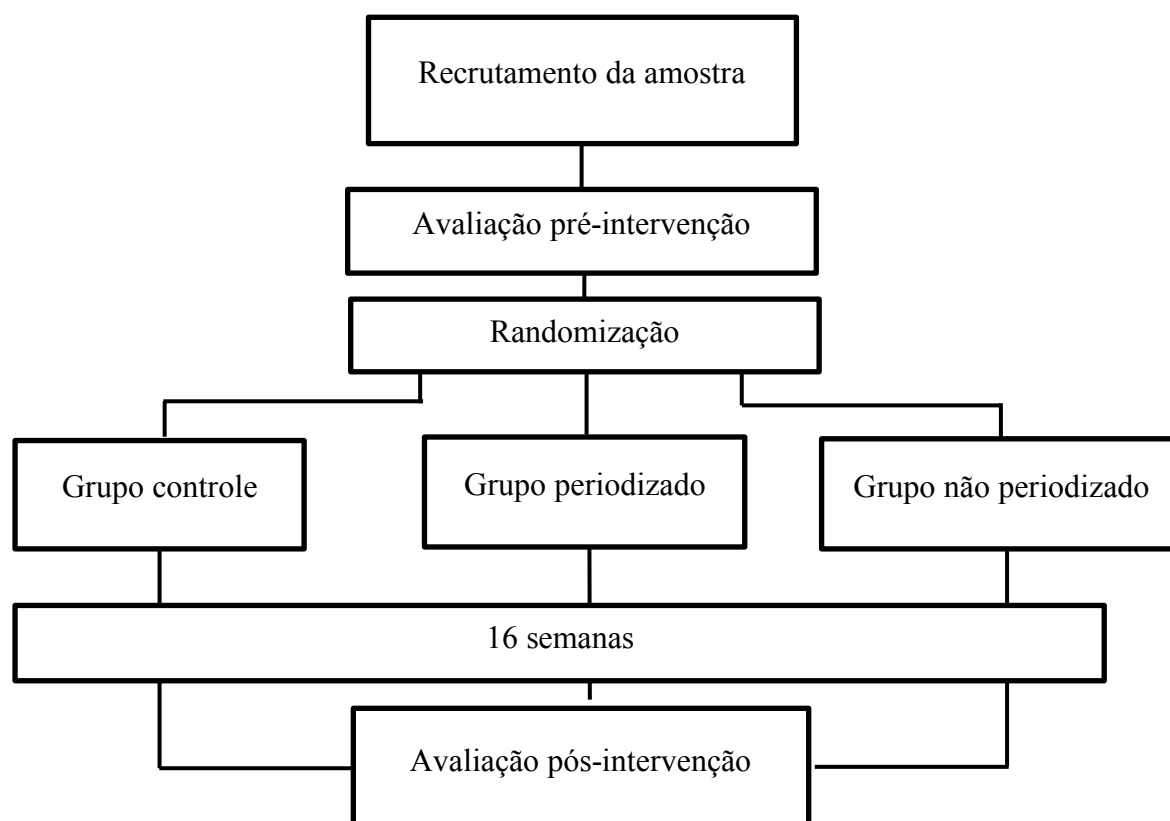 Recrutamento da amostra
Avaliação pré-intervenção
Randomização
Grupo controle
Grupo periodizado
Grupo não periodizado
16 semanas
Avaliação pós-intervenção